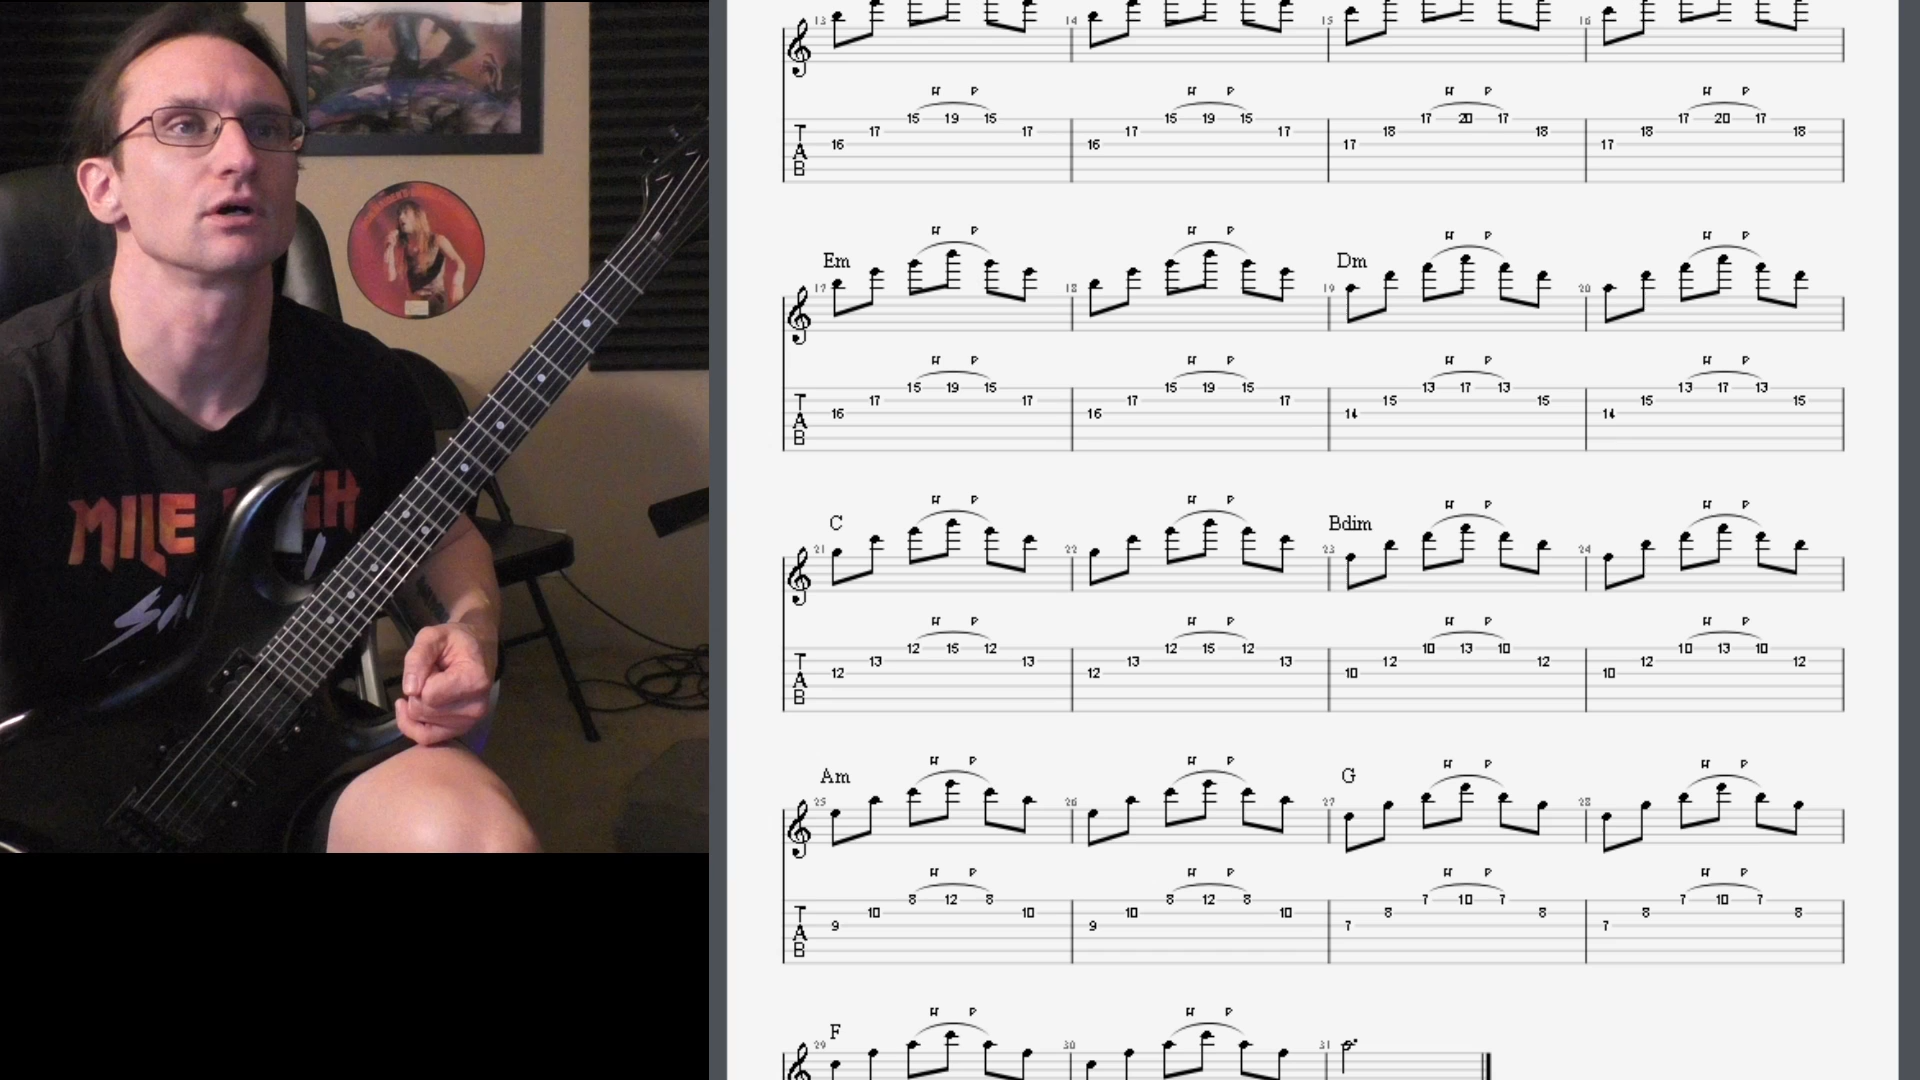 13 14 15 16
H P H P H P H P
15 19 15 15 19 15 17 20 17 17 20 17
17 17 17 17 18 18 18 18
16 16 17 17
T
A
B
H P H P H P H P
Em Dm
17 18 19 20
H P H P H P H P
15 19 15 15 19 15 13 17 13 13 17 13
17 17 17 17 15 15 15 15
16 16 14 14
T
A
B
H P H P H P H P
C Bdim
21 22 23 24
H P H P H P H P
12 15 12 12 15 12 10 13 10 10 13 10
13 13 13 13 12 12 12 12
12 12 10 10
T
A
B
H P H P H P H P
Am G
25 26 27 28
H P H P H P H P
8 12 8 8 12 8 7 10 7 7 10 7
10 10 10 10 8 8 8 8
9 9 7 7
T
A
B
H P H P
F
29 30 31
MILE